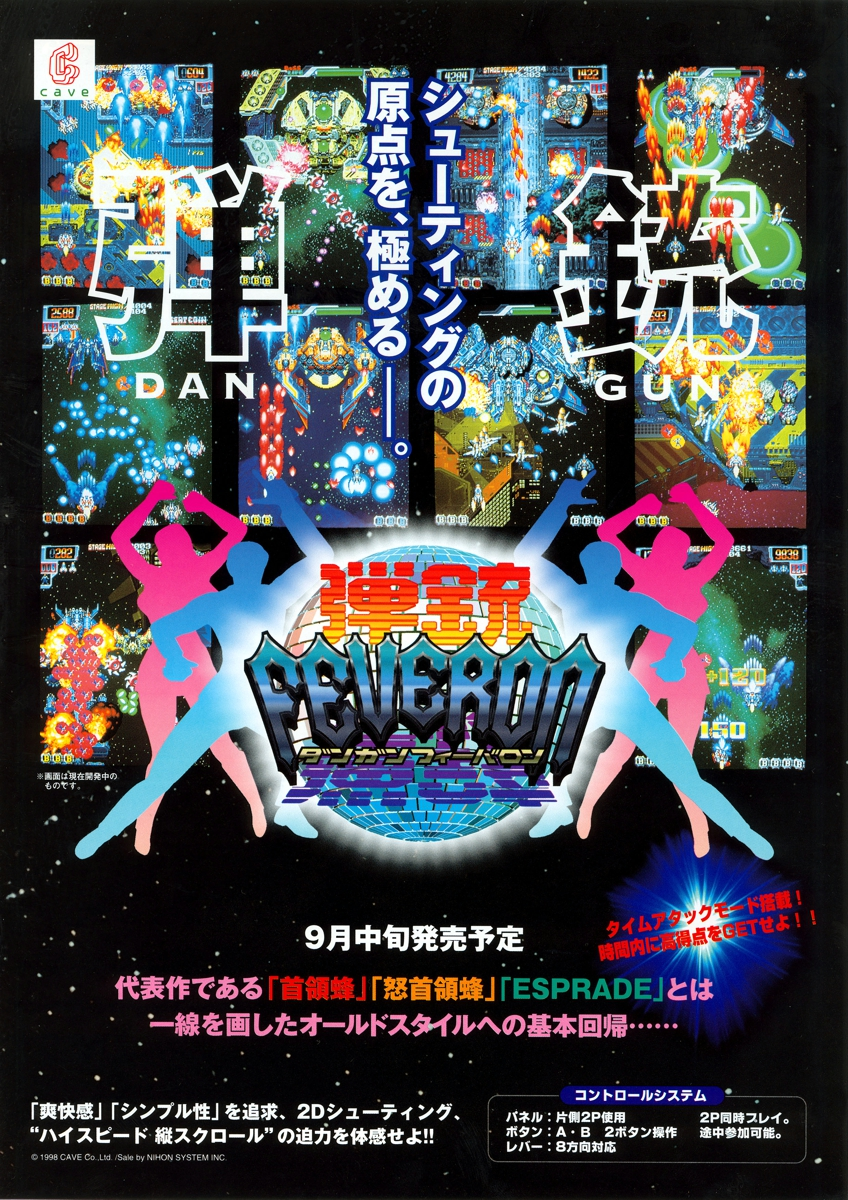 cave
シューティングの
原点を、極める──。
弾 銃
DAN GUN
弾銃
FEVERON
ダンガンフィーバロン
※画面は現在開発中の
ものです
タイムアタックモード搭載！
時間内に高得点をGETせよ！！
9月中旬発売予定
代表作である「首領蜂」「怒首領蜂」「ESPRADE」とは
一線を画したオールドスタイルへの基本回帰……
「爽快感」「シンプル性」を追求、2Dシューティング、
“ハイスピード 縦スクロール”の迫力を体感せよ!!
© 1998 CAVE Co.,Ltd. /Sale by NIHON SYSTEM INC.
コントロールシステム
パネル：片側2P使用 2P同時プレイ。
ボタン：A・B 2ボタン操作 途中参加可能。
レバー：8方向対応